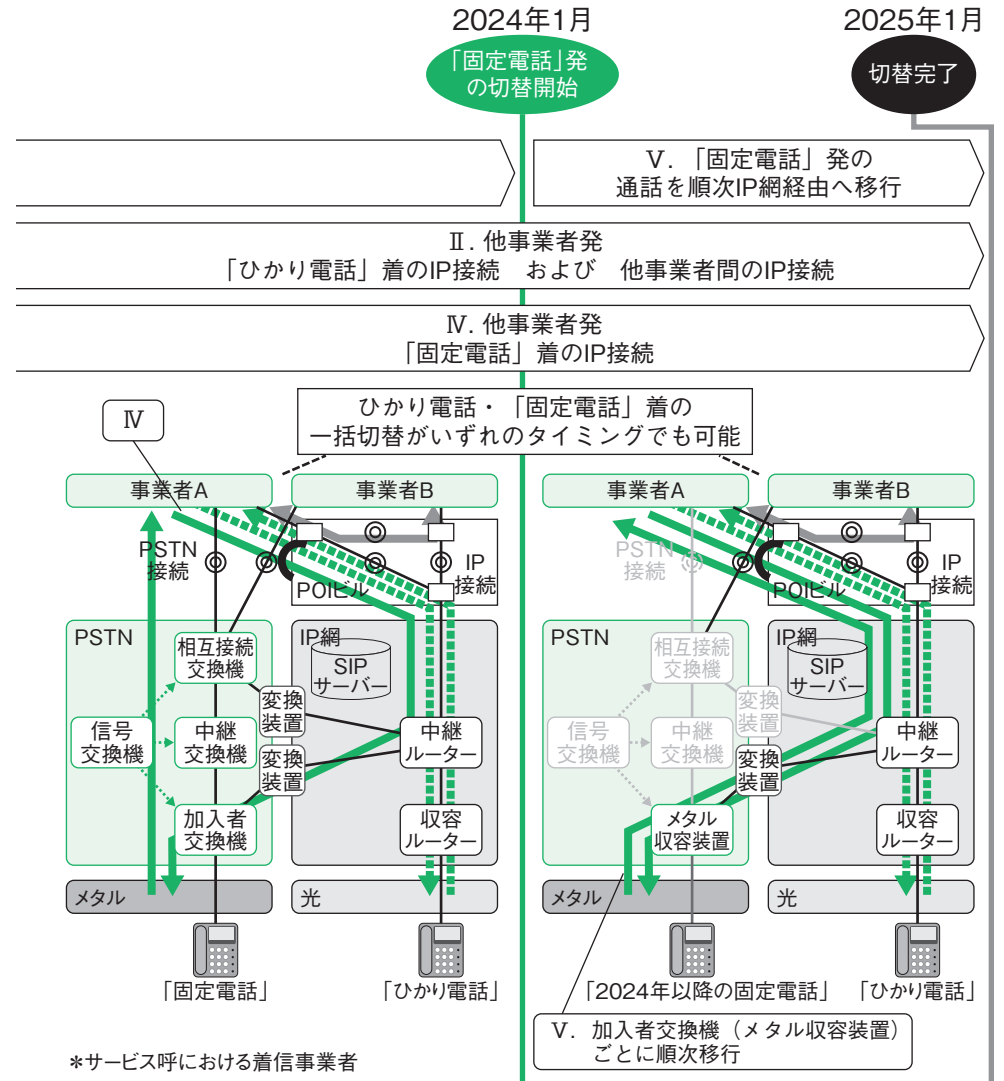 2024年1月
2025年1月
「固定電話」発
の切替開始
切替完了
Ⅴ. 「固定電話」発の
通話を順次IP網経由へ移行
Ⅱ. 他事業者発
「ひかり電話」着のIP接続　および　他事業者間のIP接続
Ⅳ. 他事業者発
「固定電話」着のIP接続
ひかり電話・「固定電話」着の
一括切替がいずれのタイミングでも可能
Ⅳ
事業者A
事業者B
PSTN
接続
IP
接続
POIビル
PSTN
IP網
相互接続
交換機
SIP
サーバー
変換
装置
信号
交換機
中継
交換機
中継
ルーター
変換
装置
加入者
交換機
収容
ルーター
メタル
光
「固定電話」
「ひかり電話」
事業者A
事業者B
PSTN
接続
IP
接続
POIビル
PSTN
IP網
相互接続
交換機
SIP
サーバー
変換
装置
信号
交換機
中継
交換機
中継
ルーター
変換
装置
メタル
収容装置
収容
ルーター
メタル
光
「2024年以降の固定電話」
「ひかり電話」
Ⅴ. 加入者交換機（メタル収容装置）
ごとに順次移行
*サービス呼における着信事業者